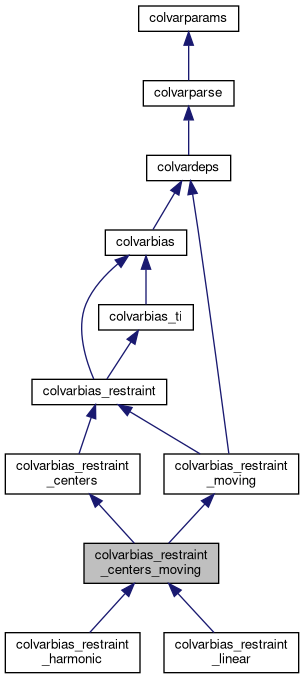 colvarparams
colvarparse
colvardeps
colvarbias
colvarbias_ti
colvarbias_restraint
colvarbias_restraint
_centers
colvarbias_restraint
_moving
colvarbias_restraint
_centers_moving
colvarbias_restraint
_harmonic
colvarbias_restraint
_linear